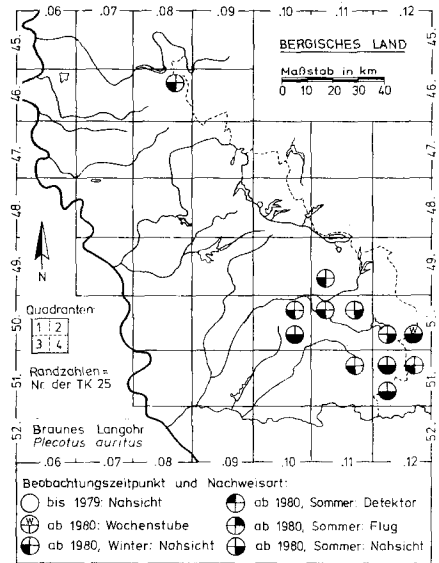 .06 .07 .08 .09 .10 .11 .12
45.
46.
47.
48.
49.
50.
51.
52.
BERGISCHES LAND
Maßstab in km
0 10 20 30 40
N
Quadranten
1 2
3 4
Randzahlen =
Nr. der TK 25
W
Braunes Langohr
Plecotus auritus
.06 .07 .08 .09 .10 .11 .12
Beobachtungszeitpunkt und Nachweisart:
bis 1979: Nahsicht
W ab 1980: Wochenstube
ab 1980, Winter: Nahsicht
ab 1980, Sommer: Detektor
ab 1980, Sommer: Flug
ab 1980, Sommer: Nahsicht